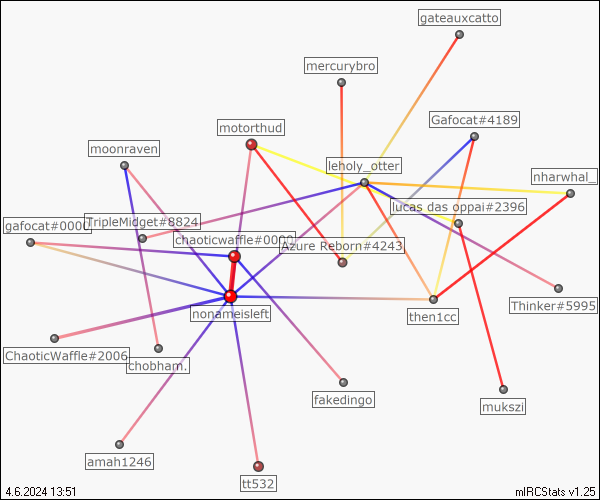 gateauxcatto
mercurybro
Gafocat#4189
motorthud
moonraven
leholy_otter
nharwhal_
lucas das oppai#2396
gafocat#0000
TripleMidget#8824
chaoticwaffle#0000
Azure Reborn#4243
Thinker#5995
nonameisleft
then1cc
ChaoticWaffle#2006
chobham.
fakedingo
mukszi
amah1246
tt532
4.6.2024 13:51
mIRCStats v1.25